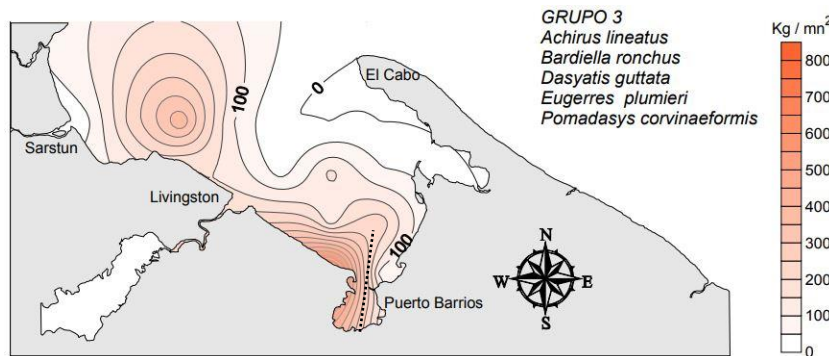 GRUPO 3
Achirus lineatus
Bardiella ronchus
Dasyatis guttata
Eugerres plumieri
Pomadasys corvinaeformis
Kg / mn²
800
700
600
500
400
300
200
100
0
El Cabo
0
100
Sarstun
Livingston
100
Puerto Barrios
N
W
E
S